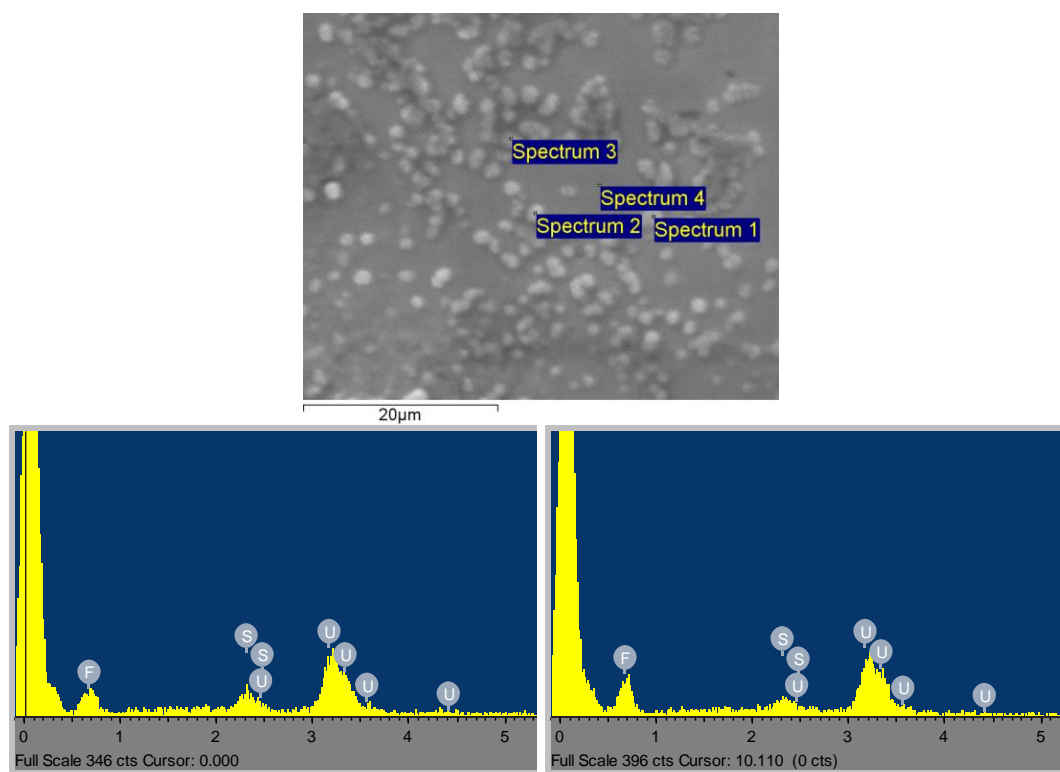 Spectrum 3
Spectrum 4
Spectrum 2
Spectrum 1
20µm
F
S
S
U
U
U
U
U
0 1 2 3 4 5
Full Scale 346 cts Cursor: 0.000
F
S
S
U
U
U
U
U
0 1 2 3 4 5
Full Scale 396 cts Cursor: 10.110 (0 cts)